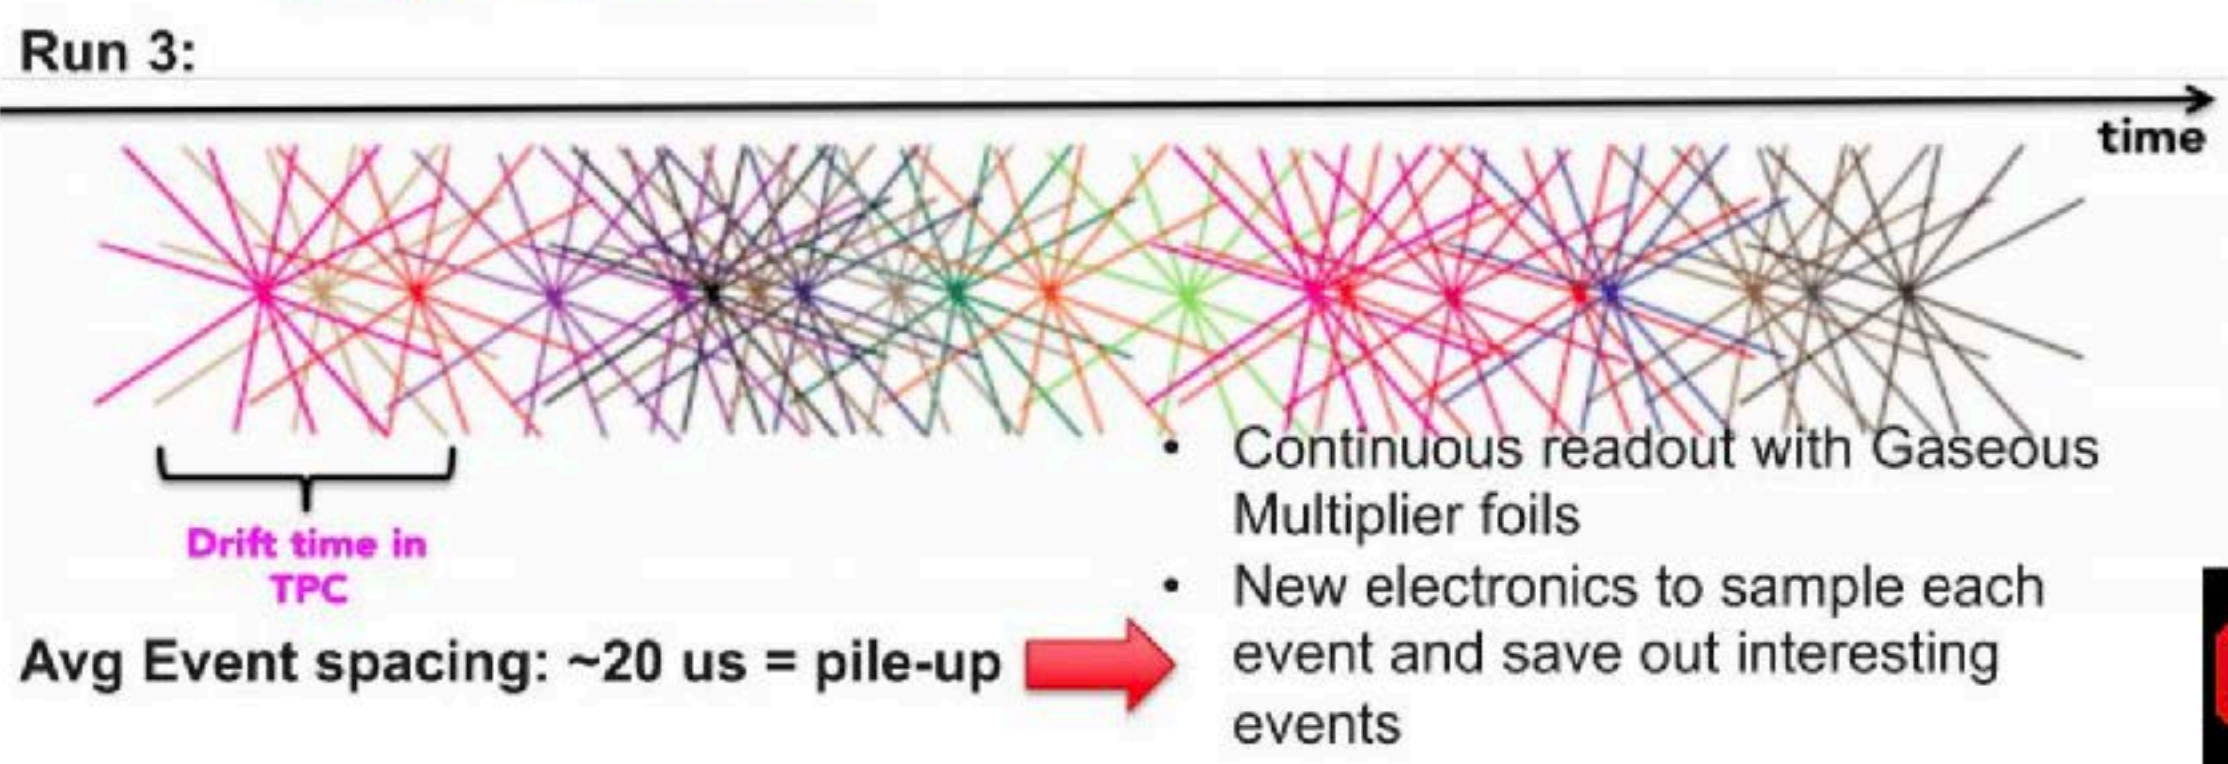 Run 3:
time
Drift time in
TPC
Avg Event spacing: ~20 us = pile-up
• Continuous readout with Gaseous
Multiplier foils
• New electronics to sample each
event and save out interesting
events